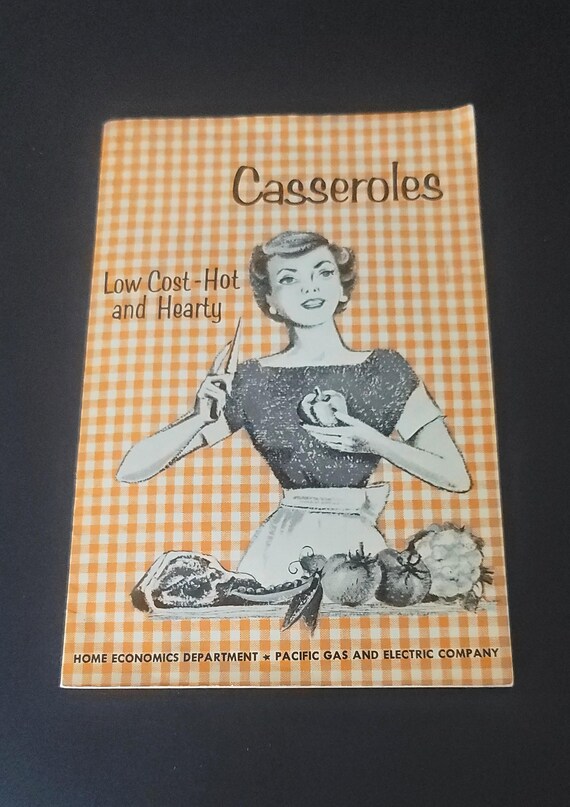 Casseroles
Low Cost-Hot
and Hearty
HOME ECONOMICS DEPARTMENT ★ PACIFIC GAS AND ELECTRIC COMPANY